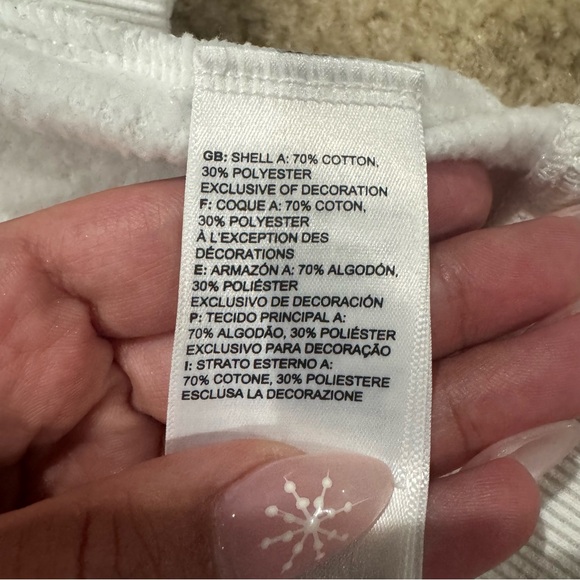 GB: SHELL A: 70% COTTON,
30% POLYESTER
EXCLUSIVE OF DECORATION
F: COQUE A: 70% COTON,
30% POLYESTER
À L'EXCEPTION DES
DÉCORATIONS
E: ARMAZÓN A: 70% ALGODÓN,
30% POLIÉSTER
EXCLUSIVO DE DECORACIÓN
P: TECIDO PRINCIPAL A:
70% ALGODÃO, 30% POLIÉSTER
EXCLUSIVO PARA DECORAÇÃO
I: STRATO ESTERNO A:
70% COTONE, 30% POLIESTERE
ESCLUSA LA DECORAZIONE